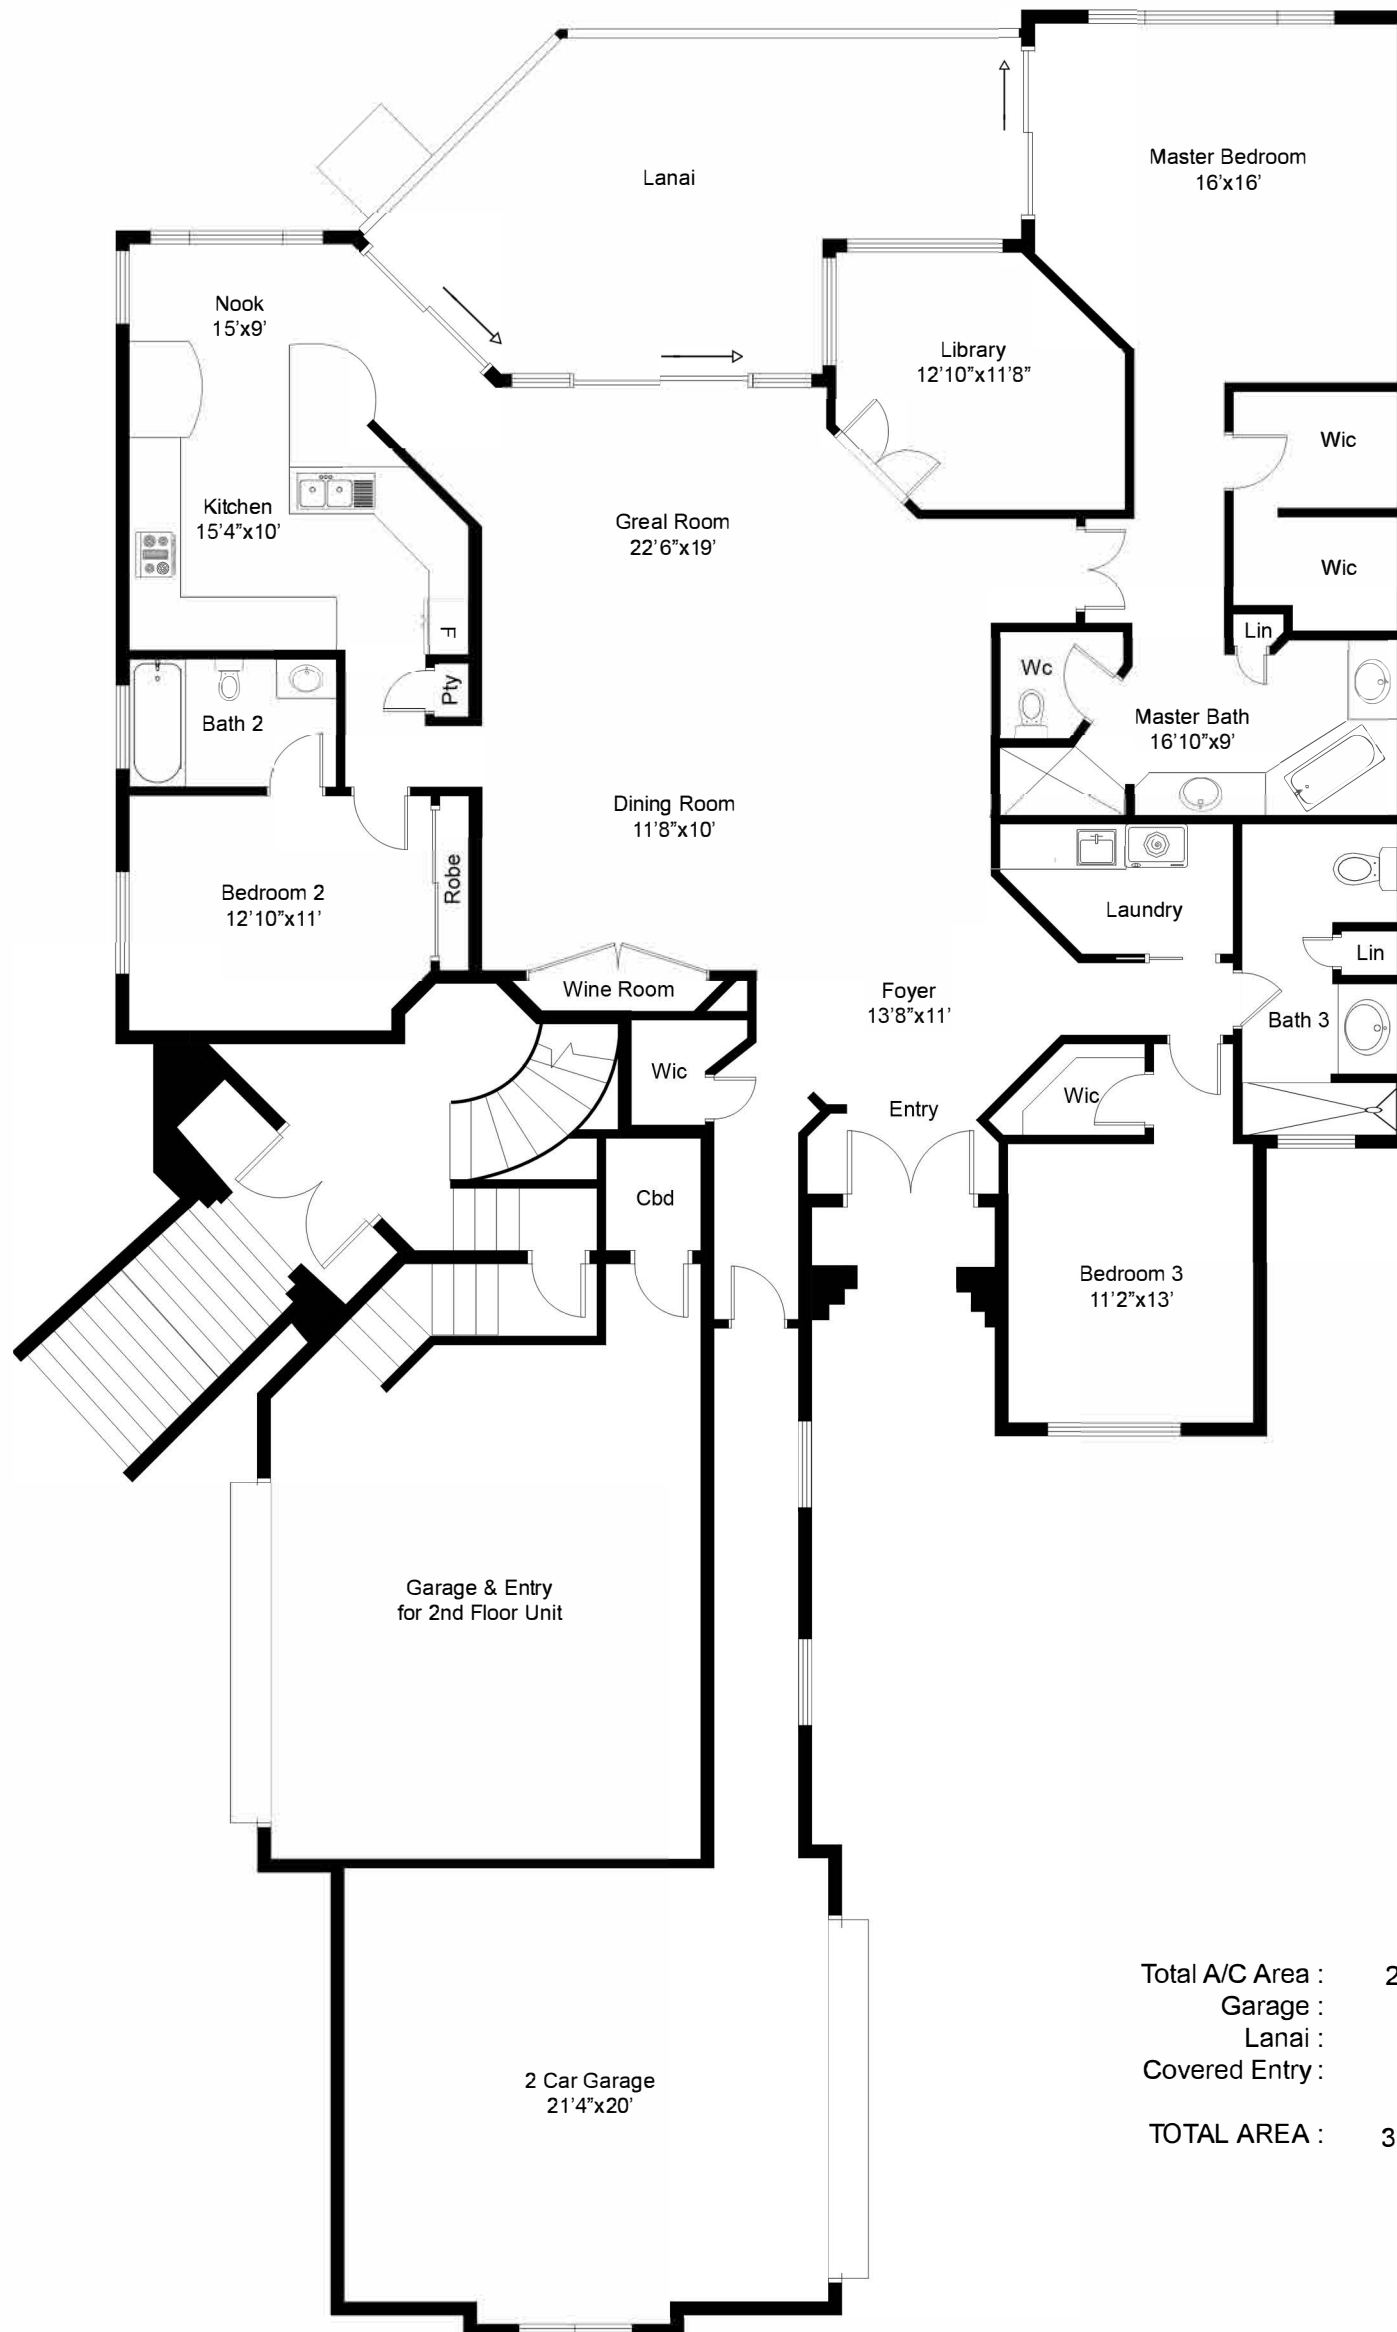 Lanai
Master Bedroom
16'x16'
Nook
15'x9'
Library
12'10"x11'8"
Wic
Kitchen
15'4"x10'
Greal Room
22'6"x19'
Wic
F
Lin
Wc
Pty
Bath 2
Master Bath
16'10"x9'
Dining Room
11'8"x10'
Bedroom 2
12'10"x11'
Robe
Laundry
Lin
Wine Room
Foyer
13'8"x11'
Bath 3
Wic
Wic
Entry
Cbd
Bedroom 3
11'2"x13'
Garage & Entry
for 2nd Floor Unit
2 Car Garage
21'4"x20'
Total A/C Area : 2
Garage :
Lanai :
Covered Entry :
TOTAL AREA : 3